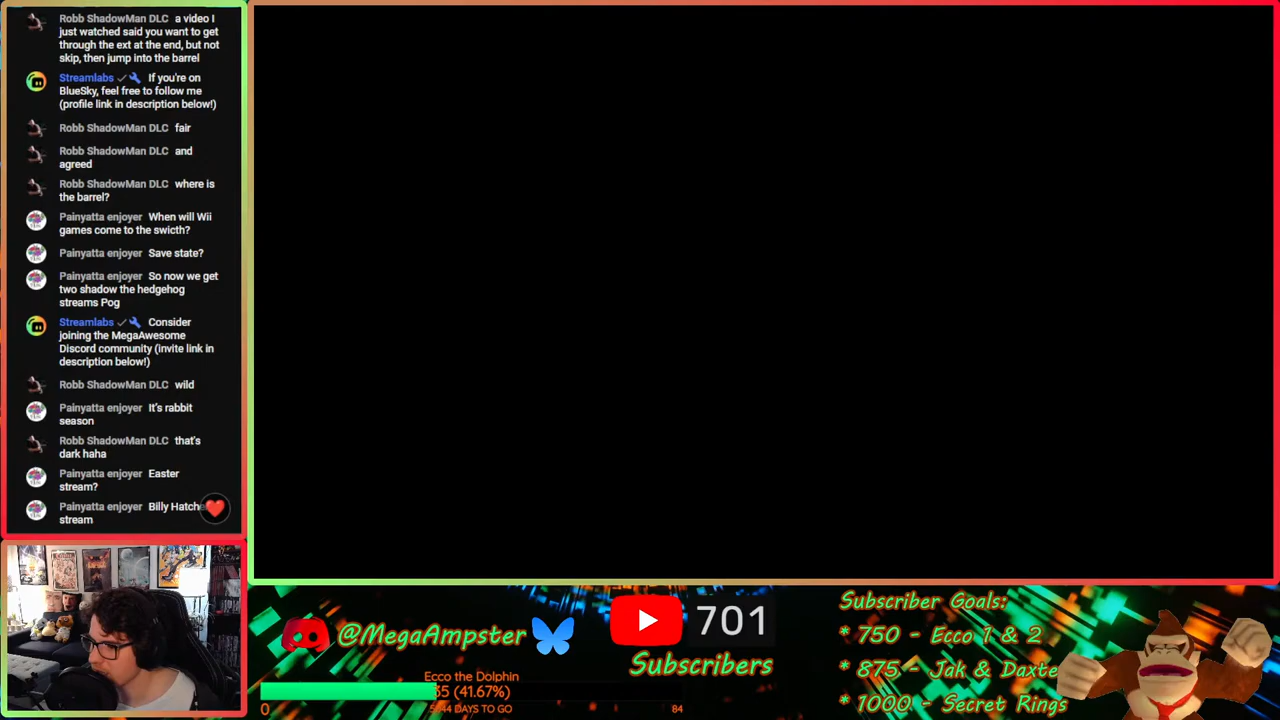 Robb ShadowMan DLC a video I
just watched said you want to get
through the ext at the end, but not
skip, then jump into the barrel
Streamlabs If you're on
BlueSky, feel free to follow me
(profile link in description below!)
Robb ShadowMan DLC fair
Robb ShadowMan DLC and
agreed
Robb ShadowMan DLC where is
the barrel?
Painyatta enjoyer When will Wii
games come to the swicth?
Painyatta enjoyer Save state?
Painyatta enjoyer So now we get
two shadow the hedgehog
streams Pog
Streamlabs Consider
joining the MegaAwesome
Discord community (invite link in
description below!)
Robb ShadowMan DLC wild
Painyatta enjoyer It's rabbit
season
Robb ShadowMan DLC that's
dark haha
Painyatta enjoyer Easter
stream?
Painyatta enjoyer Billy Hatche
stream
@MegaAmpster
701
Subscribers
Ecco the Dolphin
35 (41.67%)
DAYS TO GO
0
84
Subscriber Goals:
* 750 - Ecco 1 & 2
* 875 - Jak & Daxte
* 1000 - Secret Rings